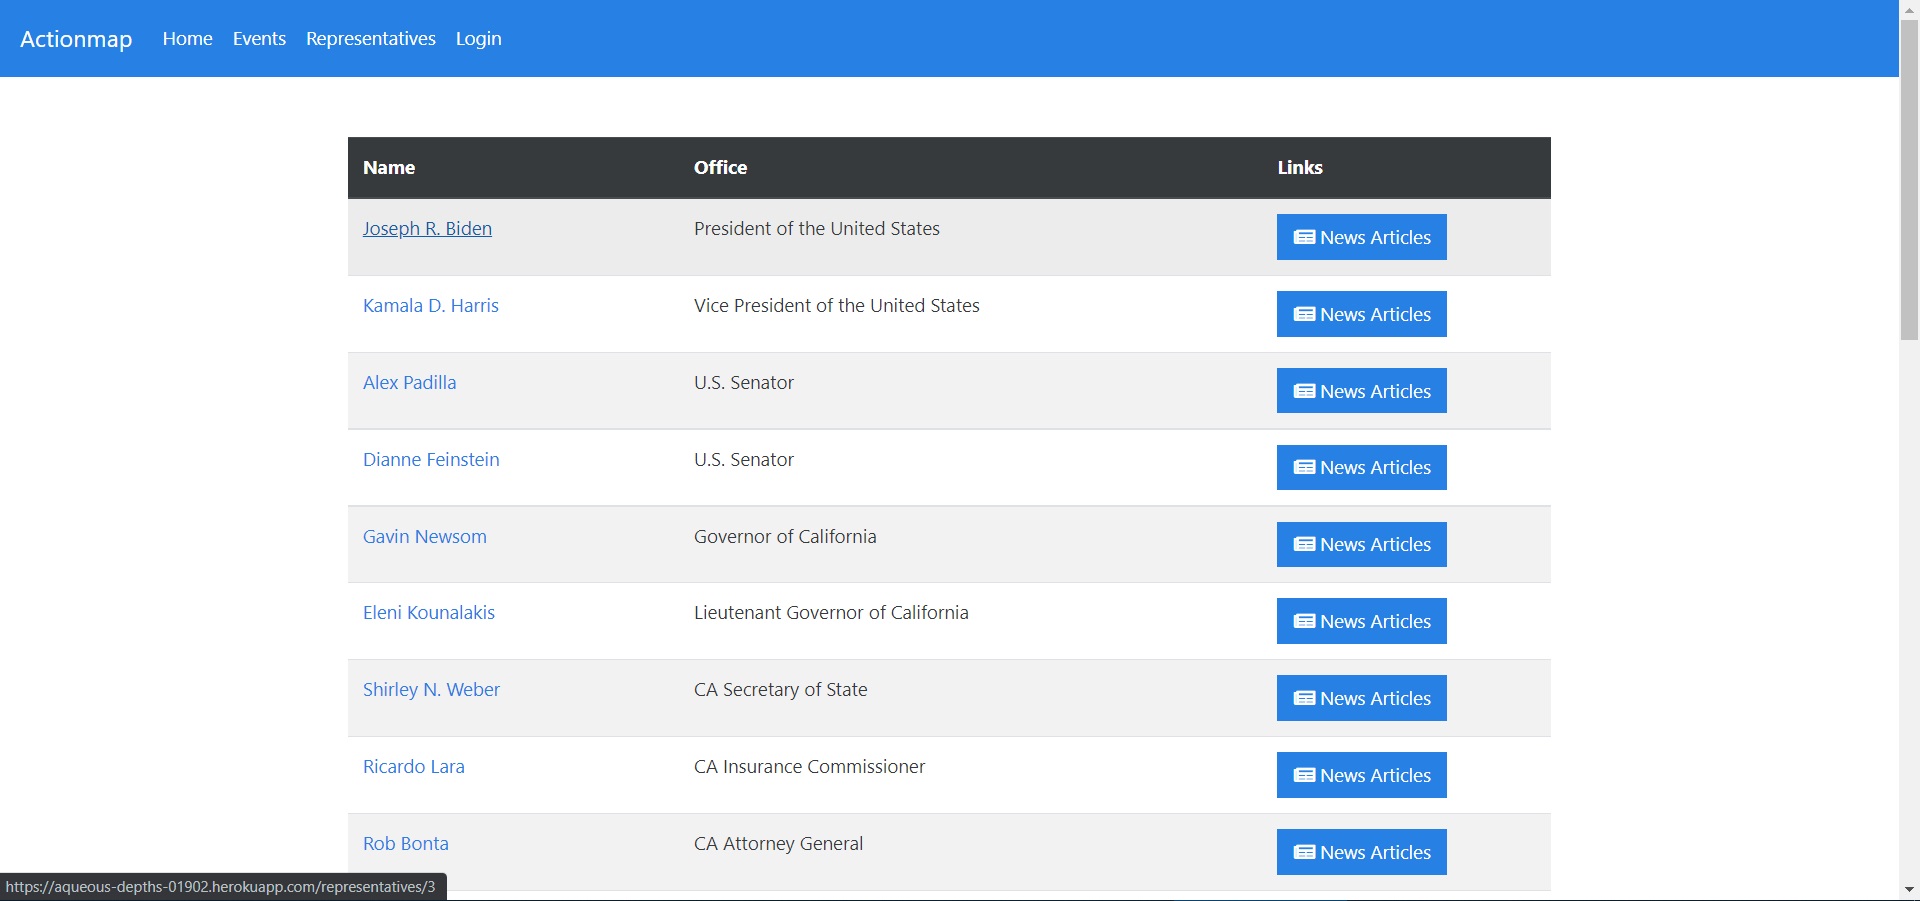 Actionmap Home Events Representatives Login
Name Office Links
Joseph R. Biden President of the United States News Articles
Kamala D. Harris Vice President of the United States News Articles
Alex Padilla U.S. Senator News Articles
Dianne Feinstein U.S. Senator News Articles
Gavin Newsom Governor of California News Articles
Eleni Kounalakis Lieutenant Governor of California News Articles
Shirley N. Weber CA Secretary of State News Articles
Ricardo Lara CA Insurance Commissioner News Articles
Rob Bonta CA Attorney General News Articles
https://aqueous-depths-01902.herokuapp.com/representatives/3